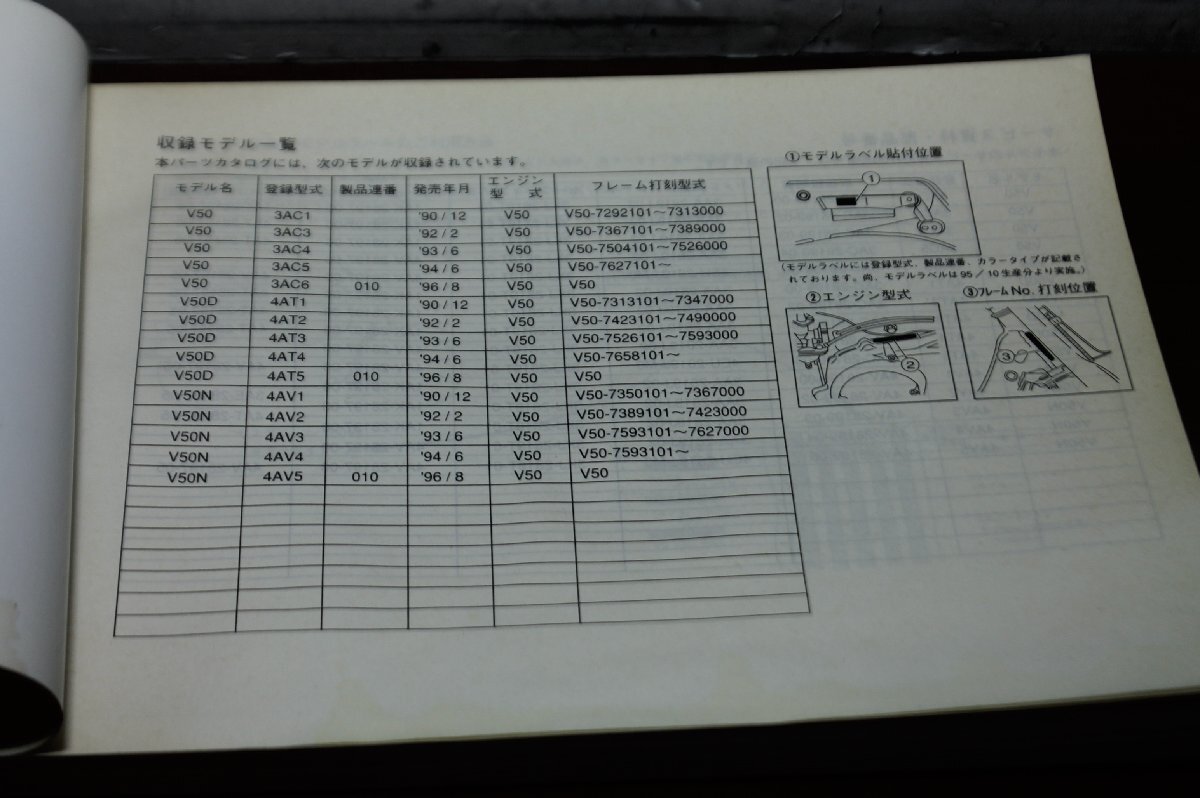 収録モデル一覧
本パーツカタログには、次のモデルが収録されています。
モデル名 登録型式 製品連番 発売年月 エンジン型式 フレーム打刻型式
V50 3AC1 '90/12 V50 V50-7292101〜7313000
V50 3AC3 '92/2 V50 V50-7367101〜7389000
V50 3AC4 '93/6 V50 V50-7504101〜7526000
V50 3AC5 '94/6 V50 V50-7627101〜
V50 3AC6 010 '96/8 V50 V50
V50D 4AT1 '90/12 V50 V50-7313101〜7347000
V50D 4AT2 '92/2 V50 V50-7423101〜7490000
V50D 4AT3 '93/6 V50 V50-7526101〜7593000
V50D 4AT4 '94/6 V50 V50-7658101〜
V50D 4AT5 010 '96/8 V50 V50
V50N 4AV1 '90/12 V50 V50-7350101〜7367000
V50N 4AV2 '92/2 V50 V50-7389101〜7423000
V50N 4AV3 '93/6 V50 V50-7593101〜7627000
V50N 4AV4 '94/6 V50 V50-7593101〜
V50N 4AV5 010 '96/8 V50 V50
①モデルラベル貼付位置
①
(モデルラベルには登録型式、製品連番、カラータイプが記載さ
れております。尚、モデルラベルは95/10生産分より実施。)
②エンジン型式
②
③フレームNo. 打刻位置
③